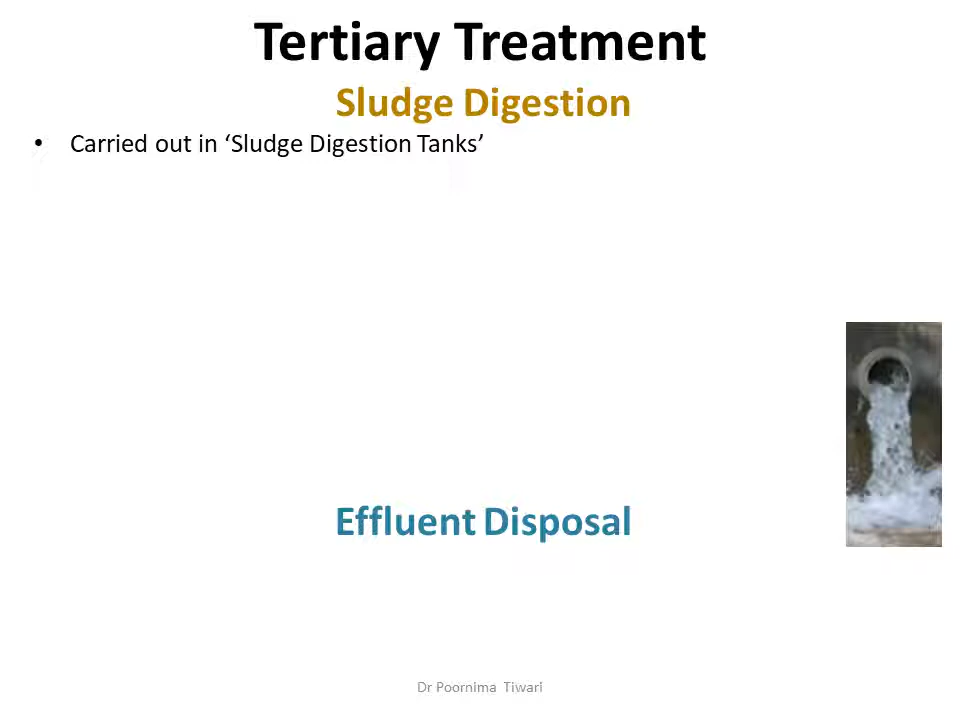 Tertiary Treatment
Sludge Digestion
• Carried out in ‘Sludge Digestion Tanks’
Effluent Disposal
Dr Poornima Tiwari